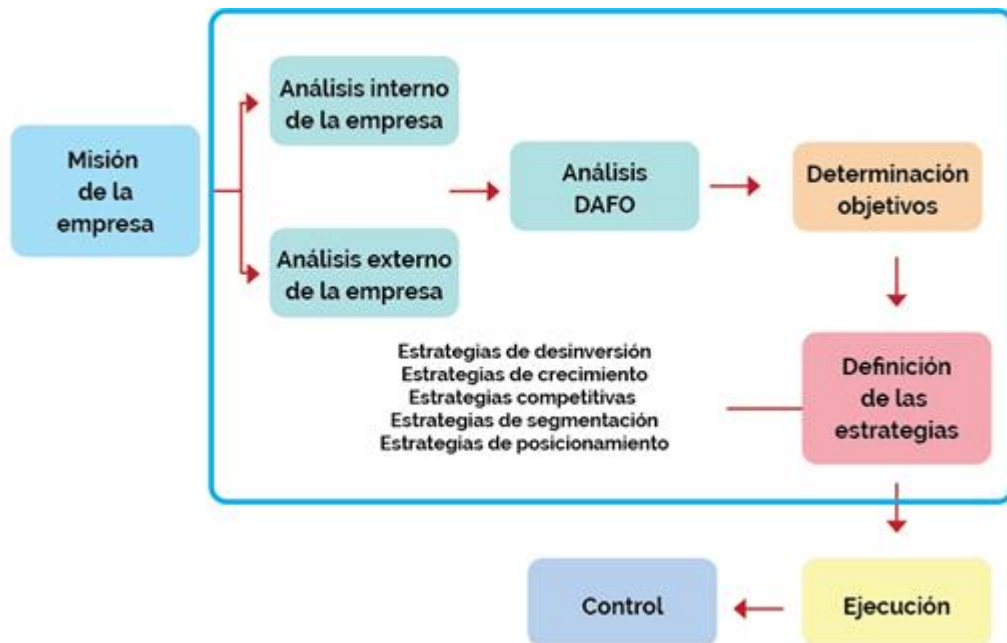 Misión
de la
empresa
Análisis interno
de la empresa
Análisis externo
de la empresa
Análisis
DAFO
Determinación
objetivos
Estrategias de desinversión
Estrategias de crecimiento
Estrategias competitivas
Estrategias de segmentación
Estrategias de posicionamiento
Definición
de las
estrategias
Ejecución
Control